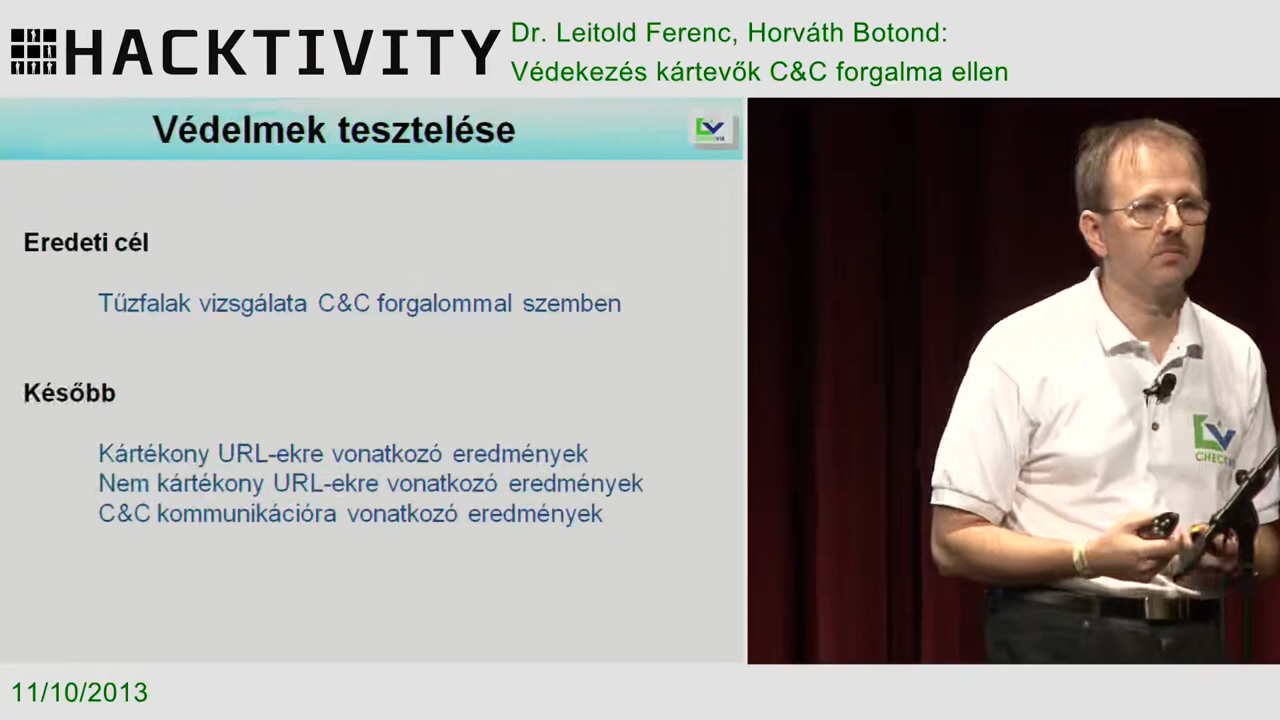 HACKTIVITY
Dr. Leitold Ferenc, Horváth Botond:
Védekezés kártevők C&C forgalma ellen
Védelmek tesztelése
Eredeti cél
Tűzfalak vizsgálata C&C forgalommal szemben
Később
Kártékony URL-ekre vonatkozó eredmények
Nem kártékony URL-ekre vonatkozó eredmények
C&C kommunikációra vonatkozó eredmények
11/10/2013